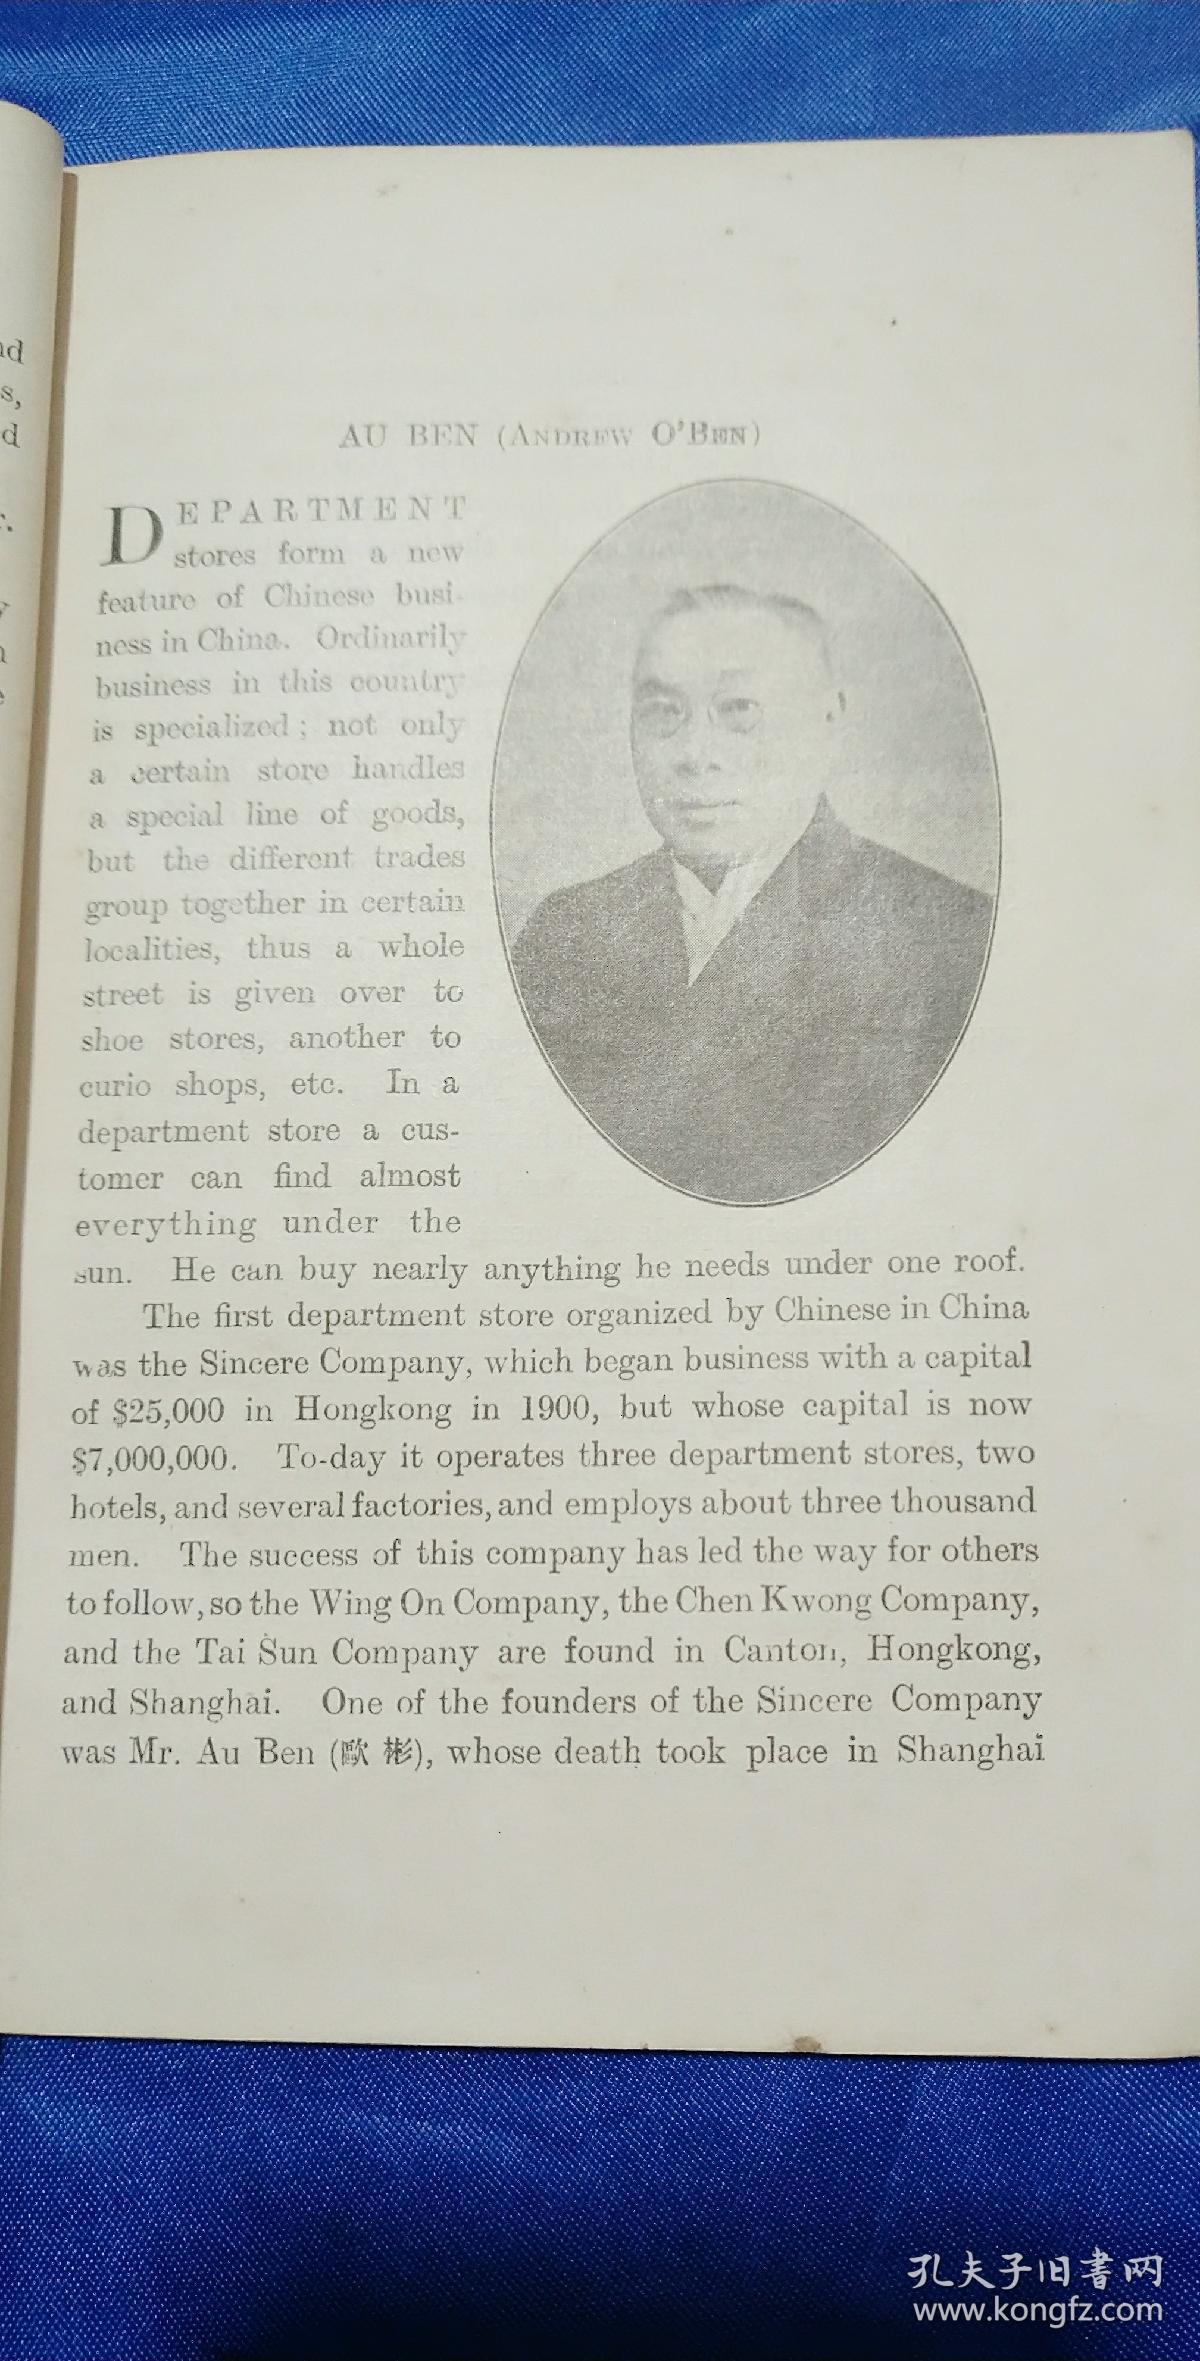 nd
s,
d
r.
y
n
e
AU BEN (ANDREW O'BEN)
DEPARTMENT
stores form a new
feature of Chinese busi-
ness in China. Ordinarily
business in this country
is specialized; not only
a certain store handles
a special line of goods,
but the different trades
group together in certain
localities, thus a whole
street is given over to
shoe stores, another to
curio shops, etc. In a
department store a cus-
tomer can find almost
everything under the
sun. He can buy nearly anything he needs under one roof.
The first department store organized by Chinese in China
was the Sincere Company, which began business with a capital
of $25,000 in Hongkong in 1900, but whose capital is now
$7,000,000. To-day it operates three department stores, two
hotels, and several factories, and employs about three thousand
men. The success of this company has led the way for others
to follow, so the Wing On Company, the Chen Kwong Company,
and the Tai Sun Company are found in Canton, Hongkong,
and Shanghai. One of the founders of the Sincere Company
was Mr. Au Ben (歐彬), whose death took place in Shanghai
孔夫子旧書网
www.kongfz.com